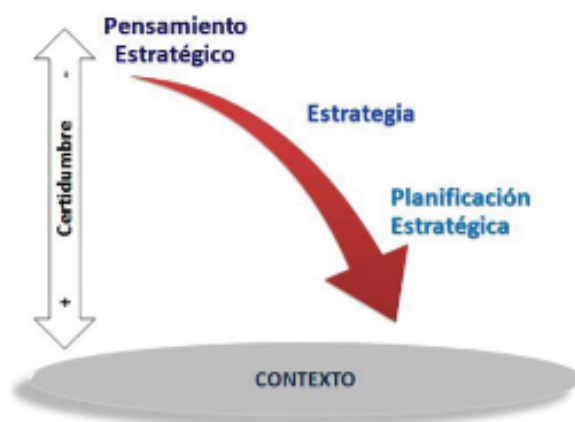 Pensamiento
Estratégico
-
Estrategia
Certidumbre
Planificación
Estratégica
+
CONTEXTO